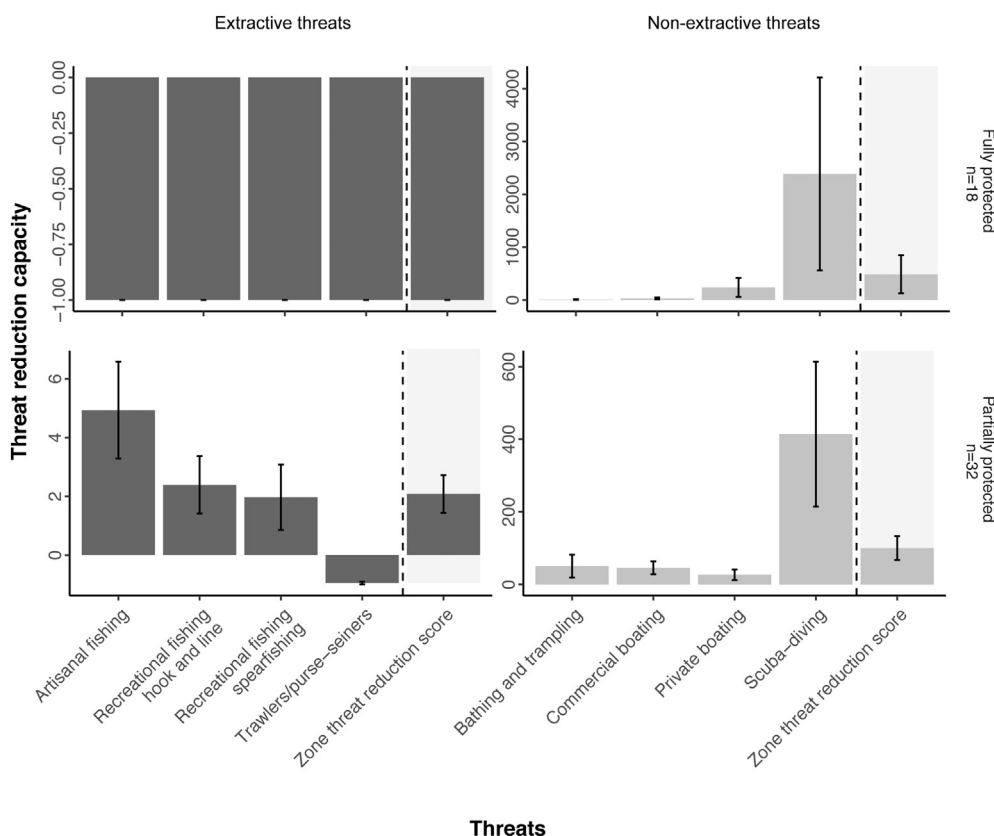 Extractive threats
Non-extractive threats
Threat reduction capacity
0.00
−0.25
−0.50
−0.75
−1.00
4000
3000
2000
1000
0
Fully protected
n=18
6
4
2
0
600
400
200
0
Partially protected
n=32
Artisanal fishing
Recreational fishing
hook and line
Recreational fishing
spearfishing
Trawlers/purse−seiners
Zone threat reduction score
Bathing and trampling
Commercial boating
Private boating
Scuba−diving
Zone threat reduction score
Threats